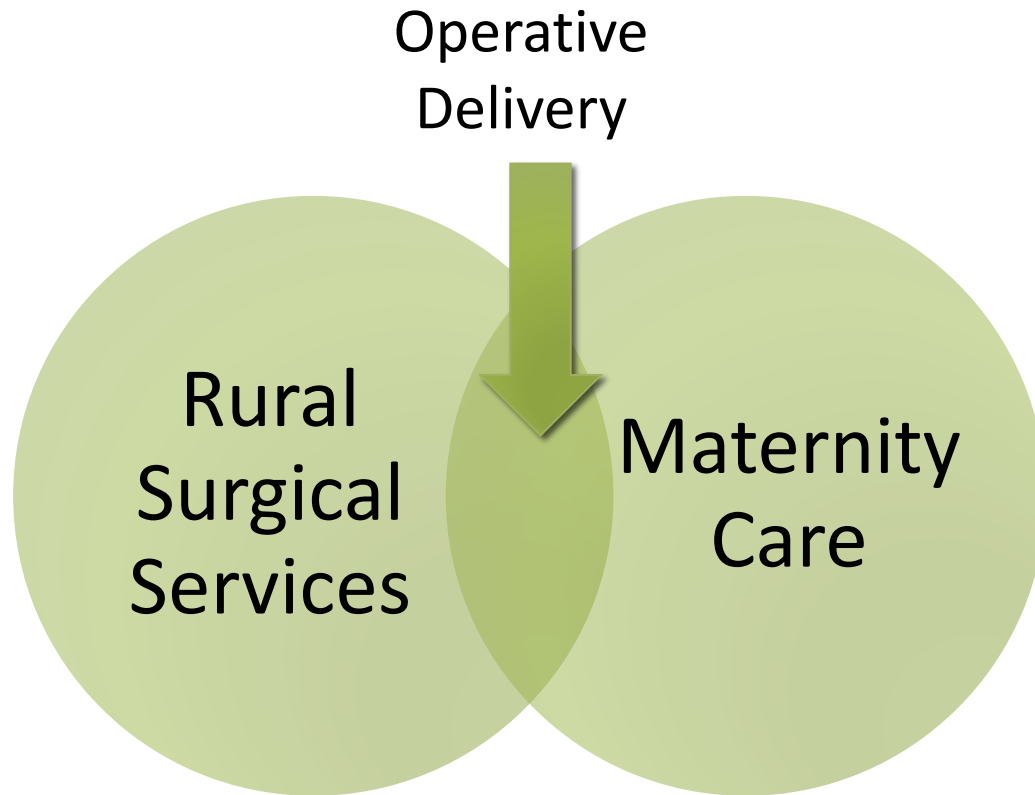 Operative
Delivery
Rural
Surgical
Services
Maternity
Care